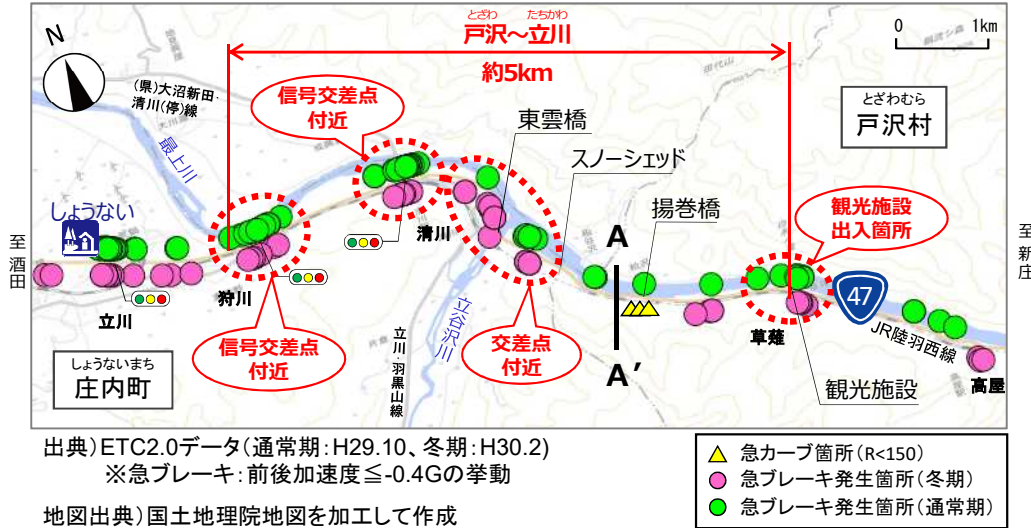 とざわ たちかわ
戸沢～立川
約5km
N
0 1km
(県)大沼新田・
清川(停)線
信号交差点
付近
東雲橋
とざわむら
戸沢村
最上川
スノーシェッド
揚巻橋
観光施設
出入箇所
しょうない
至 酒田
至 新庄
清川
A
47
狩川
立川
立谷沢川
草薙
JR陸羽西線
信号交差点
付近
交差点
付近
A′
しょうないまち
庄内町
立川・羽黒山線
観光施設
高屋
出典)ETC2.0データ(通常期:H29.10、冬期:H30.2)
※急ブレーキ:前後加速度≦-0.4Gの挙動
地図出典)国土地理院地図を加工して作成
急カーブ箇所(R<150)
急ブレーキ発生箇所(冬期)
急ブレーキ発生箇所(通常期)